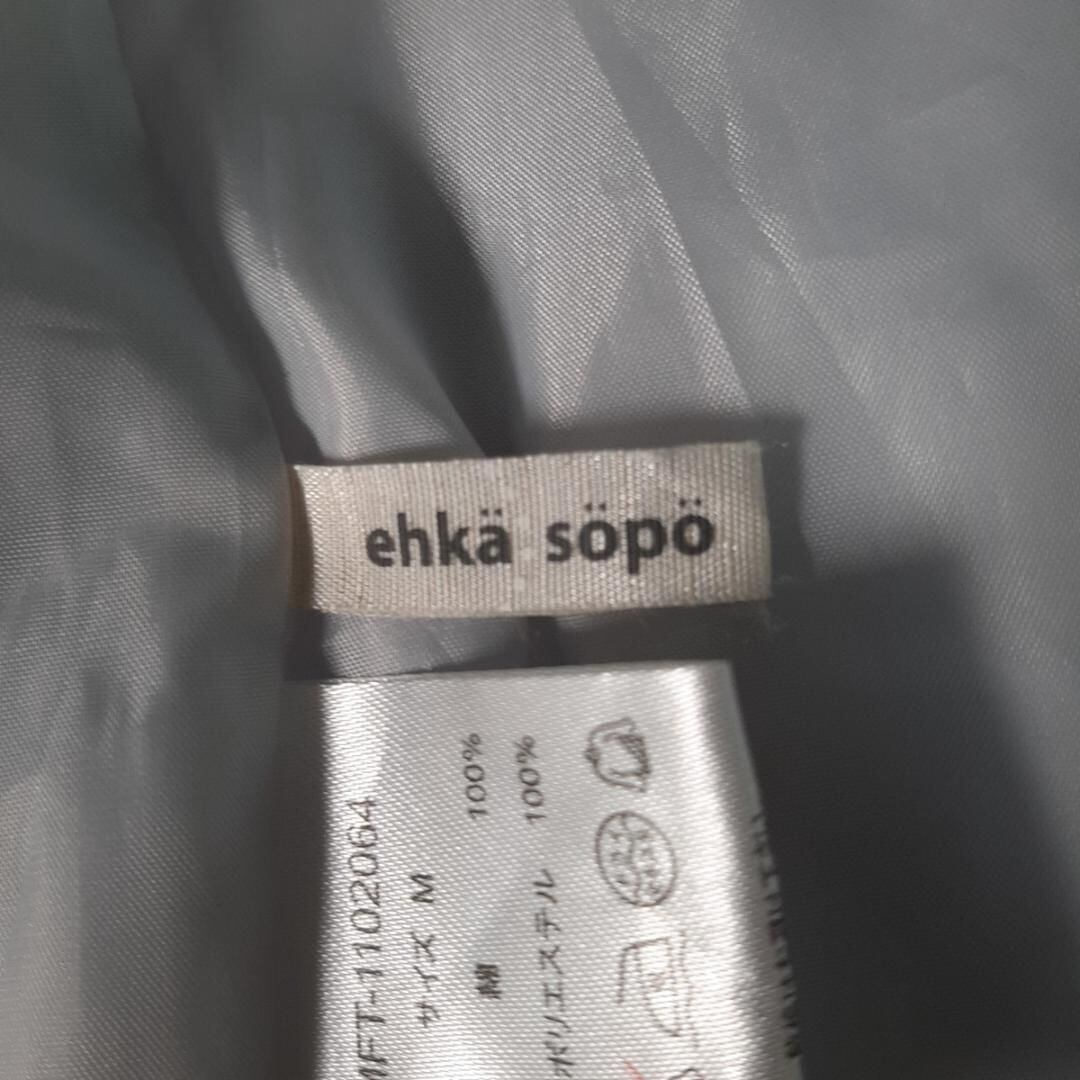 ehkä söpö
MFT-1102064
サイズ M
綿 100%
ポリエステル 100%